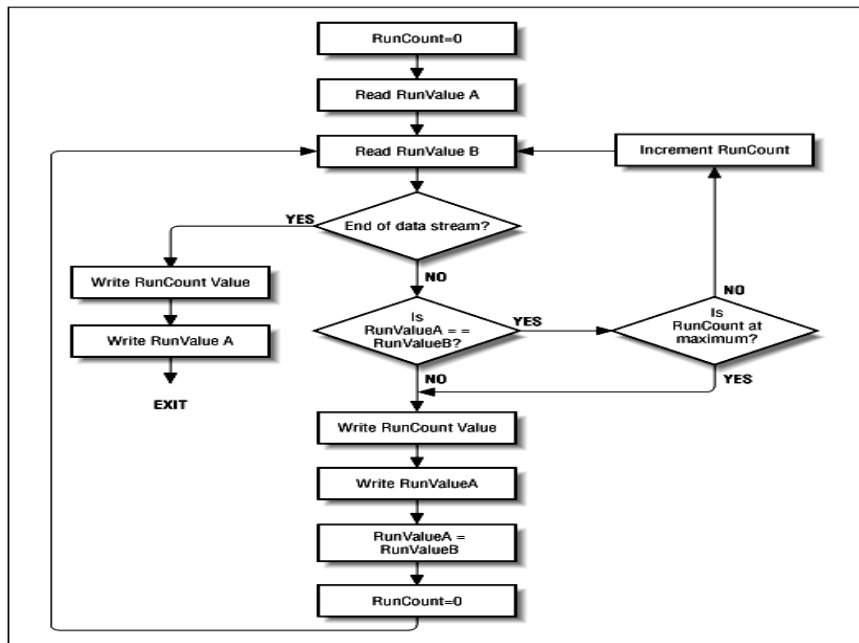 RunCount=0
Read RunValue A
Read RunValue B
Increment RunCount
End of data stream?
YES
NO
Write RunCount Value
Write RunValue A
EXIT
Is
RunValueA = =
RunValueB?
YES
NO
Is
RunCount at
maximum?
NO
YES
Write RunCount Value
Write RunValueA
RunValueA =
RunValueB
RunCount=0